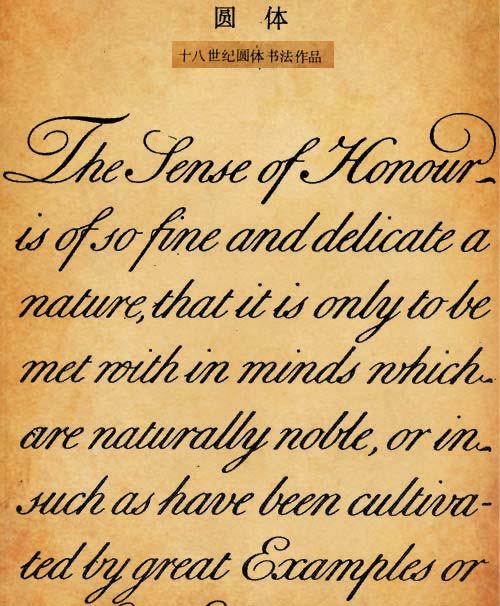 圆 体
十八世纪圆体书法作品
The Sense of Honour
is of so fine and delicate a
nature, that it is only to be
met with in minds which
are naturally noble, or in
such as have been cultiva-
ted by great Examples or